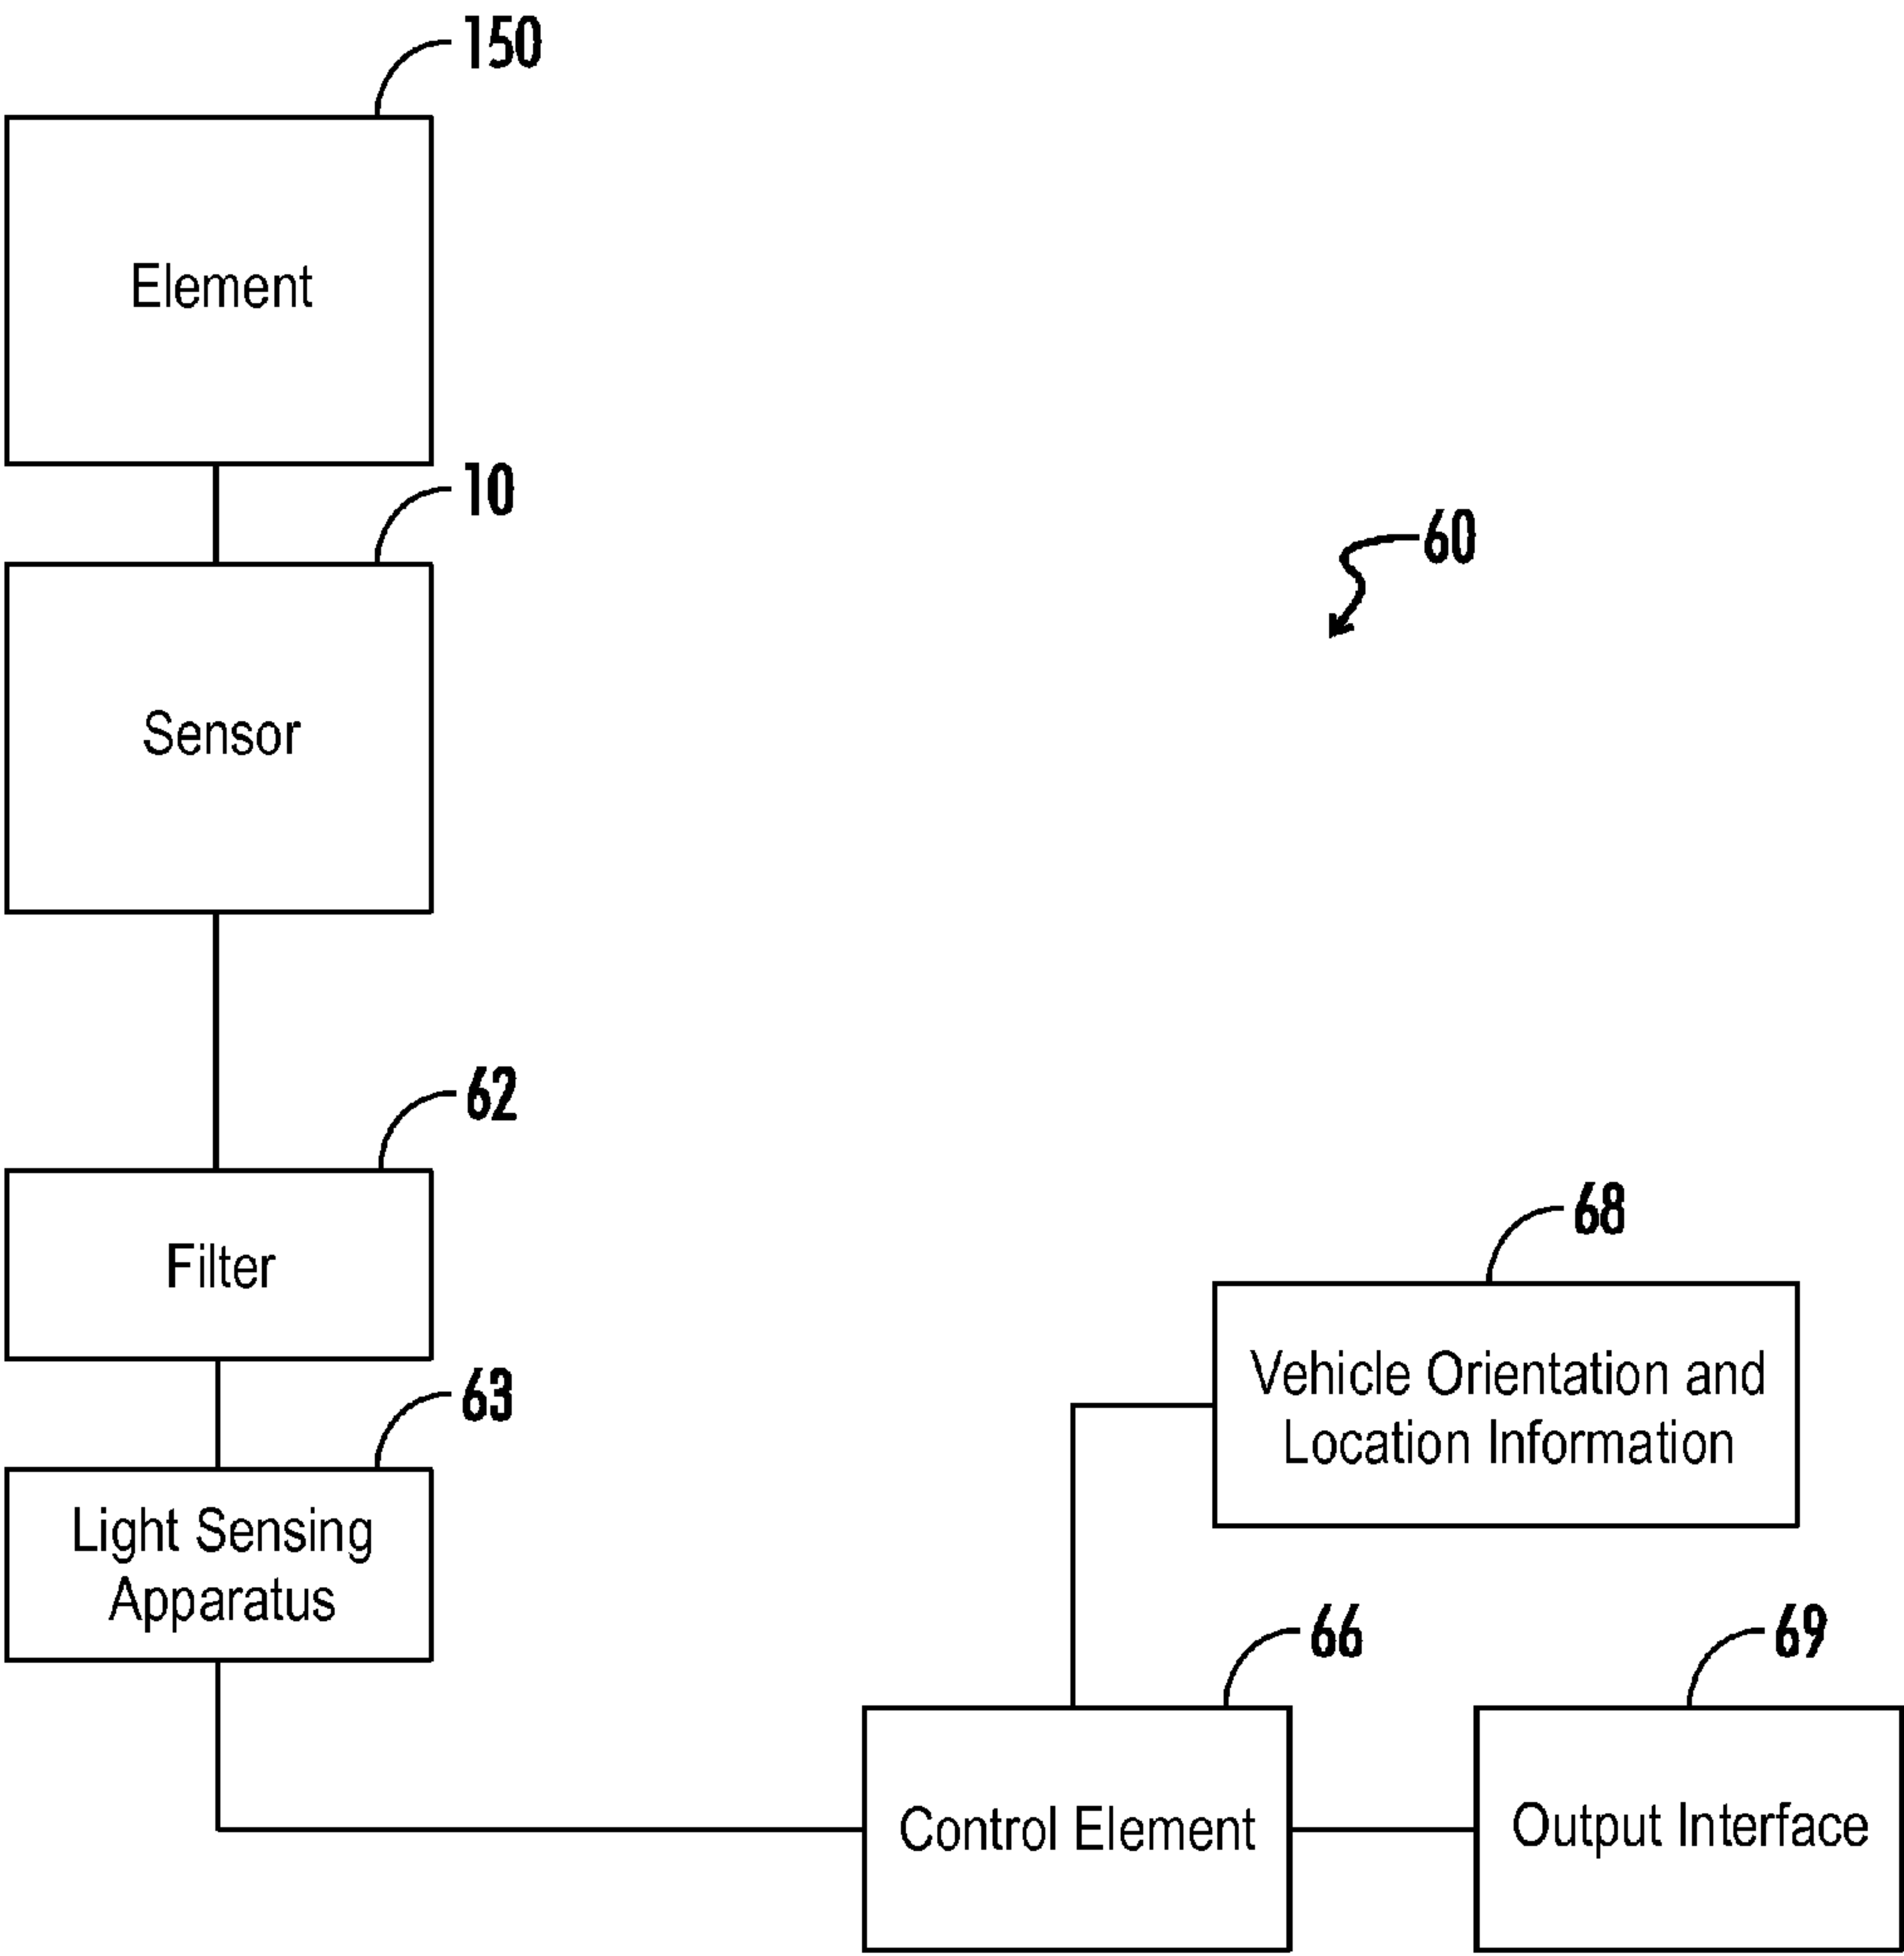 150
Element
10
Sensor
60
62
Filter
68
Vehicle Orientation and
Location Information
63
Light Sensing
Apparatus
66
Control Element
69
Output Interface